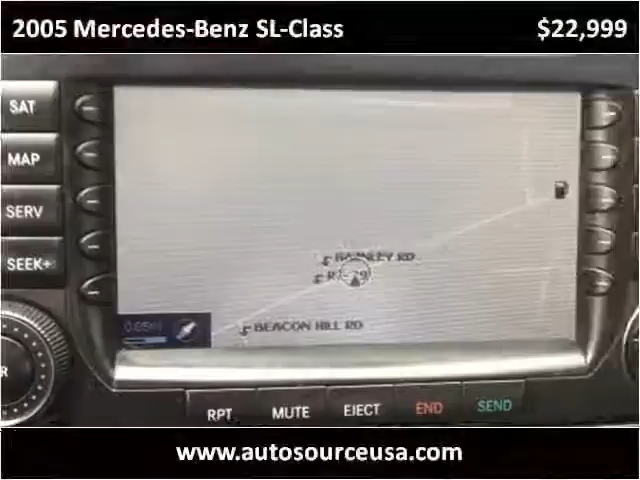 2005 Mercedes-Benz SL-Class $22,999
SAT
MAP
SERV
SEEK+
RD
BEACON HILL RD
R
RPT MUTE EJECT END SEND
www.autosourceusa.com